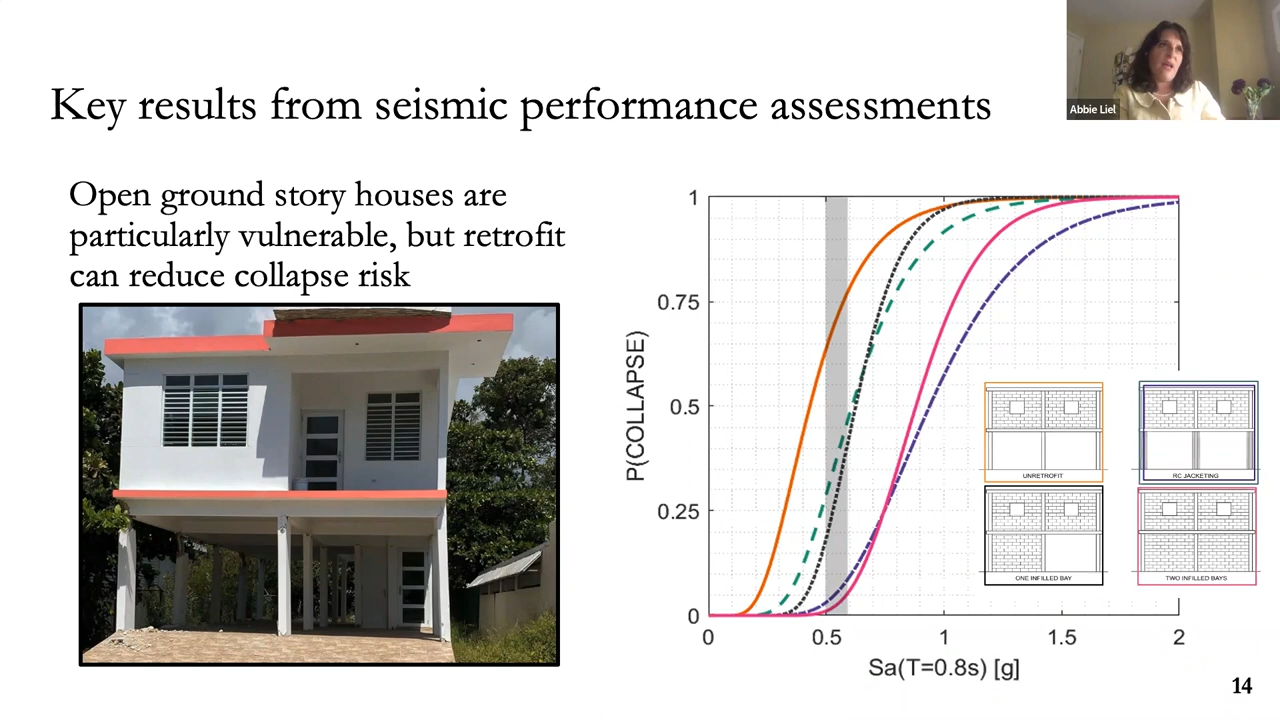 Abbie Liel
Key results from seismic performance assessments
Open ground story houses are
particularly vulnerable, but retrofit
can reduce collapse risk
P(COLLAPSE)
1
0.75
0.5
0.25
0
0
0.5
1
1.5
2
Sa(T=0.8s) [g]
UNRETROFIT
RC JACKETING
ONE INFILLED BAY
TWO INFILLED BAYS
14